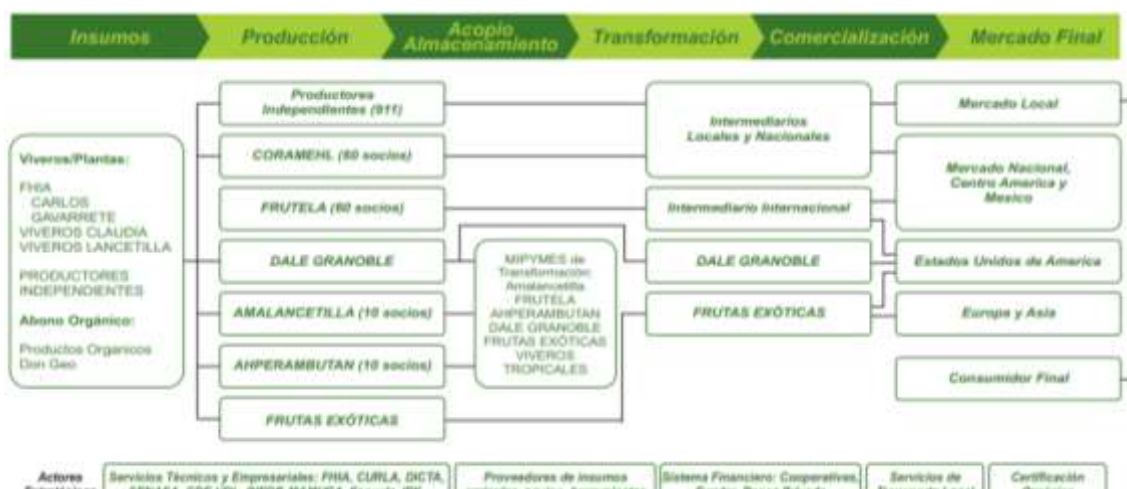 Insumos
Producción
Acopio
Almacenamiento
Transformación
Comercialización
Mercado Final
Viveros/Plantas:
FHIA
CARLOS
GAVARRETE
VIVEROS CLAUDIA
VIVEROS LANCETILLA
PRODUCTORES
INDEPENDIENTES
Abono Orgánico:
Productos Organicos
Don Geo
Productores
Independientes (911)
CORAMEHL (60 socios)
FRUTELA (60 socios)
DALE GRANOBLE
AMALANCETILLA (10 socios)
AHPERAMBUTAN (10 socios)
FRUTAS EXÓTICAS
MIPYMES de
Transformación:
Amalancetilla
FRUTELA
AHPERAMBUTAN
DALE GRANOBLE
FRUTAS EXÓTICAS
VIVEROS
TROPICALES
Intermediarios
Locales y Nacionales
Intermediario Internacional
DALE GRANOBLE
FRUTAS EXÓTICAS
Mercado Local
Mercado Nacional,
Centro America y
Mexico
Estados Unidos de America
Europa y Asia
Consumidor Final
Actores
Servicios Técnicos y Empresariales: FHIA, CURLA, DICTA,
Proveedores de insumos
Sistema Financiero: Cooperativas,
Servicios de
Certificación